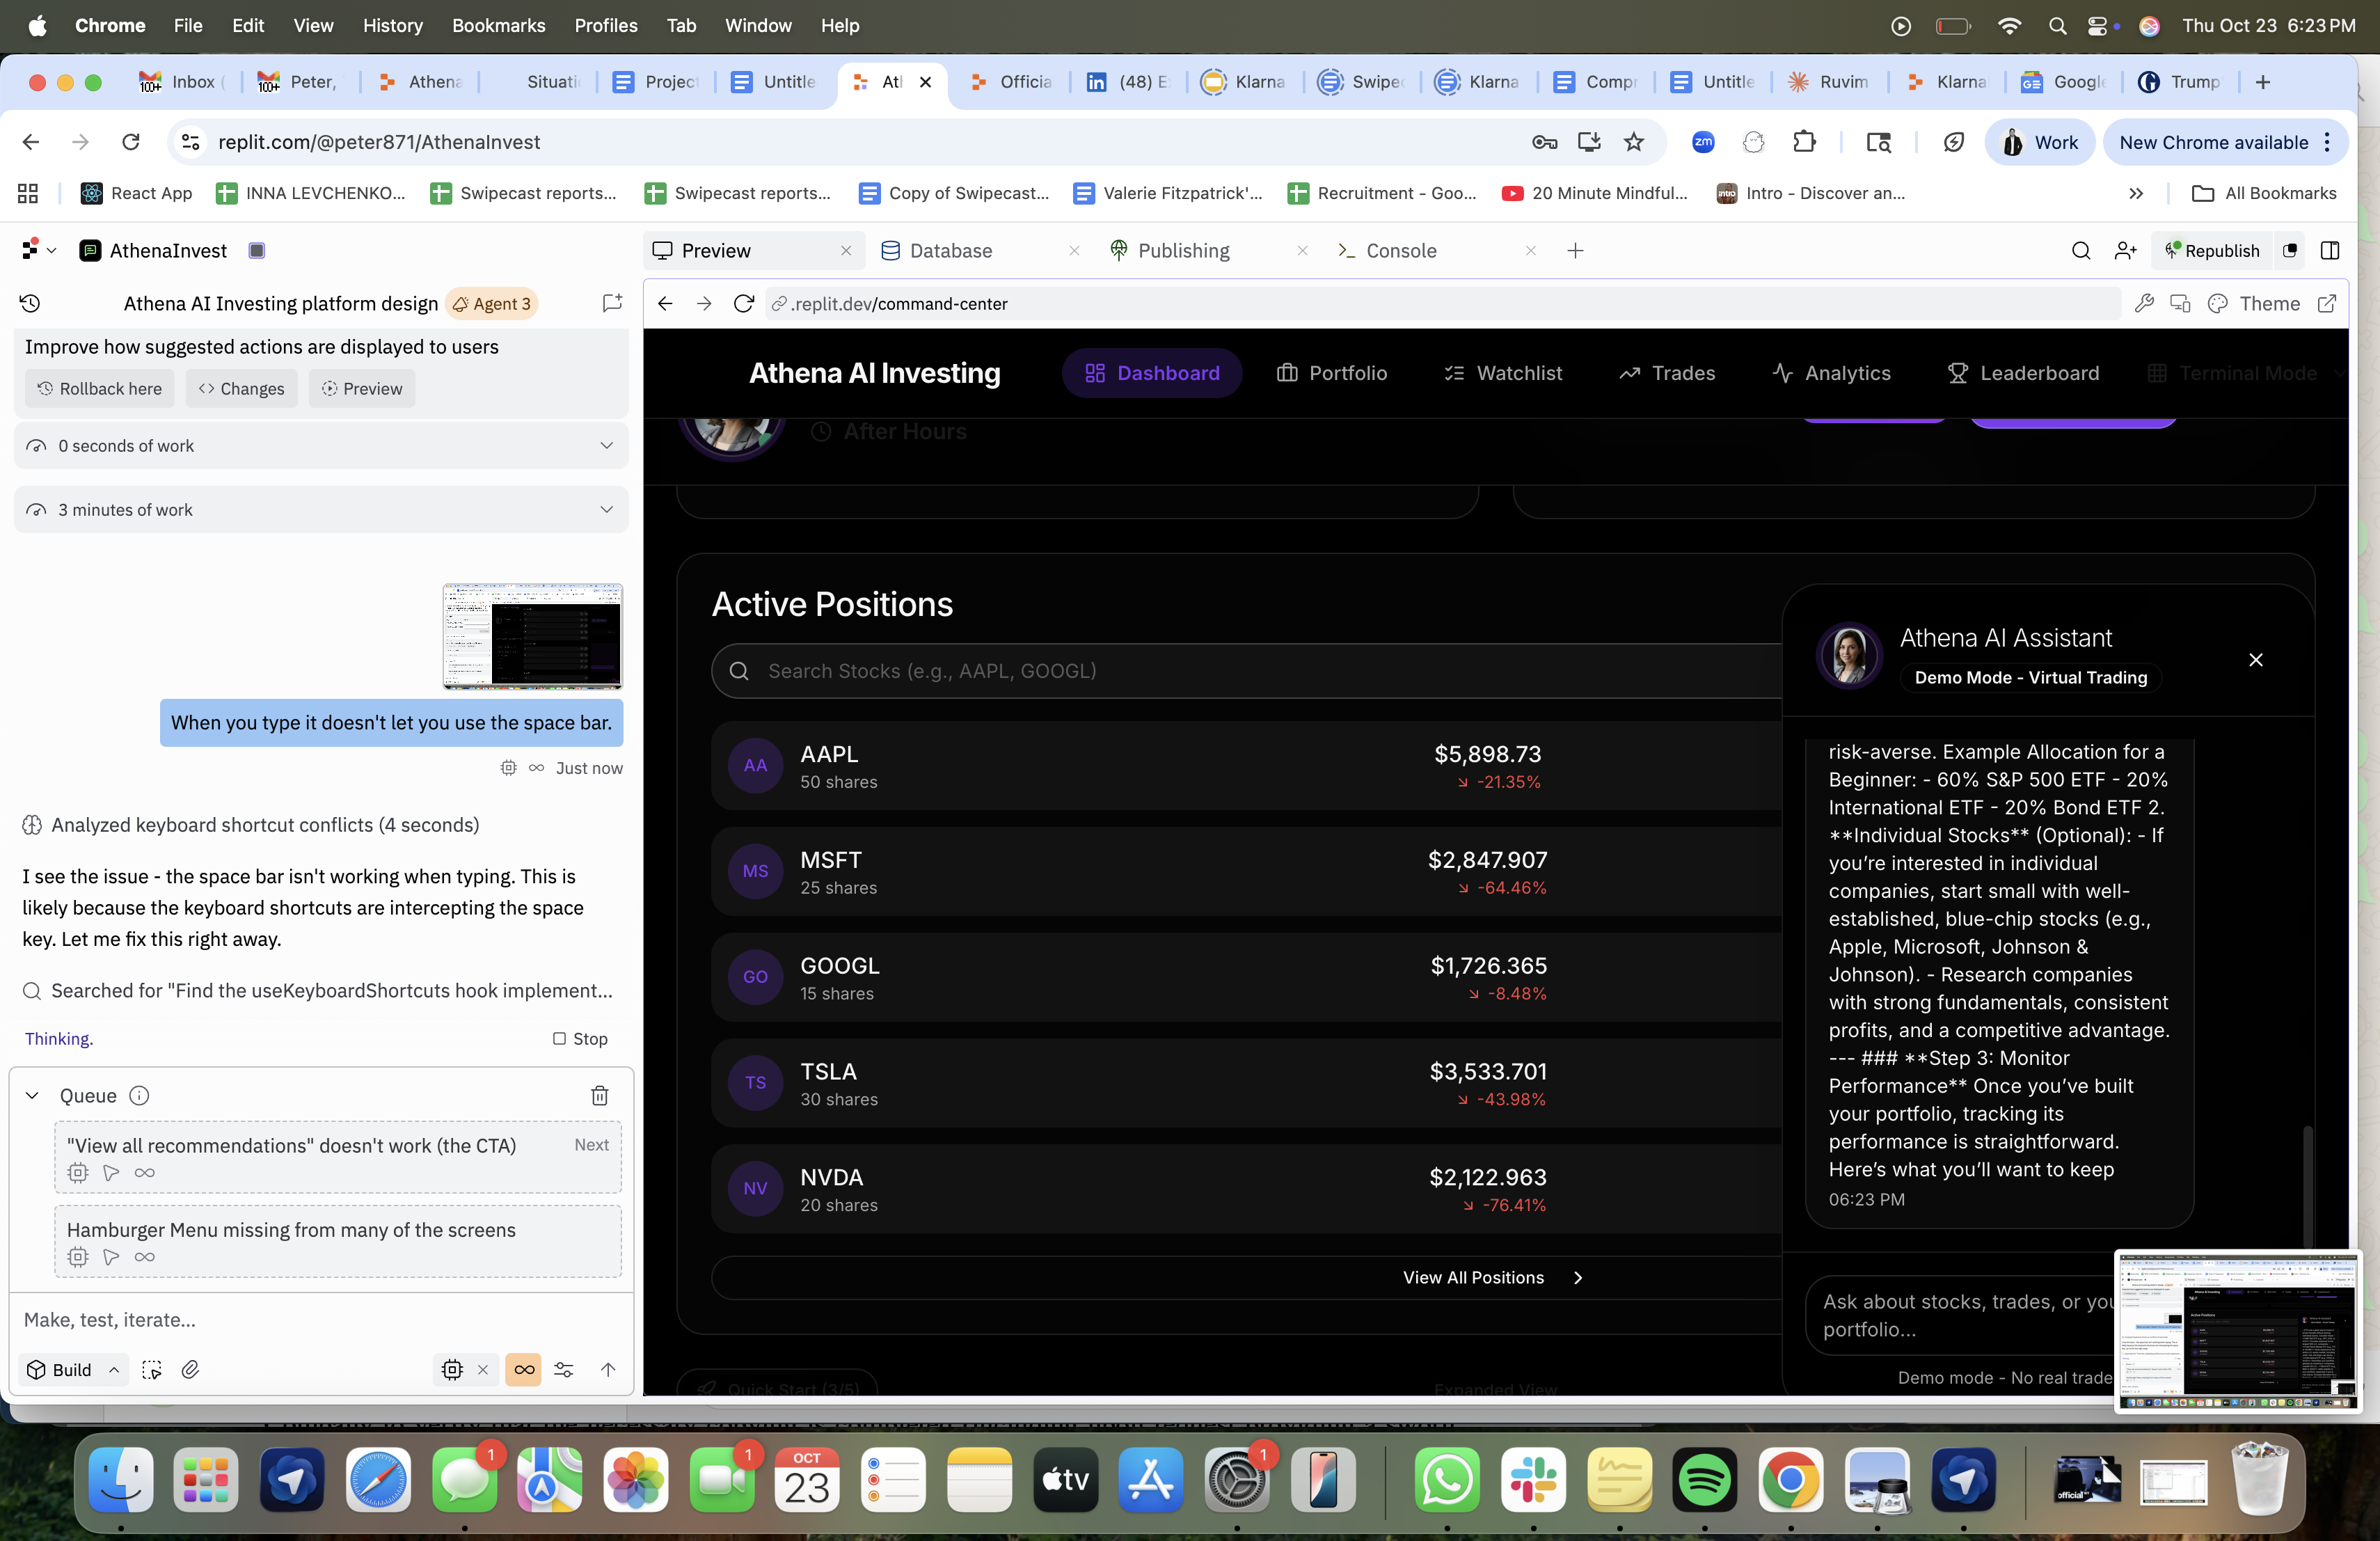 Chrome File Edit View History Bookmarks Profiles Tab Window Help Thu Oct 23 6:23 PM
100+ Inbox ( 100+ Peter, Athena Situati Project Untitle Ath Officia (48) E Klarna Swipec Klarna Compr Untitle Ruvim Klarna Google Trump
replit.com/@peter871/AthenaInvest zm Work New Chrome available
React App INNA LEVCHENKO... Swipecast reports... Swipecast reports... Copy of Swipecast... Valerie Fitzpatrick'... Recruitment - Goo... 20 Minute Mindful... Intro - Discover an... All Bookmarks
AthenaInvest
Preview Database Publishing Console Republish
Athena AI Investing platform design Agent 3
.replit.dev/command-center Theme
Improve how suggested actions are displayed to users
Rollback here Changes Preview
0 seconds of work
3 minutes of work
When you type it doesn't let you use the space bar.
Just now
Analyzed keyboard shortcut conflicts (4 seconds)
I see the issue - the space bar isn't working when typing. This is
likely because the keyboard shortcuts are intercepting the space
key. Let me fix this right away.
Searched for "Find the useKeyboardShortcuts hook implement...
Thinking. Stop
Queue
"View all recommendations" doesn't work (the CTA) Next
Hamburger Menu missing from many of the screens
Make, test, iterate...
Build
Athena AI Investing Dashboard Portfolio Watchlist Trades Analytics Leaderboard Terminal Mode
After Hours
Active Positions
Search Stocks (e.g., AAPL, GOOGL)
AA AAPL $5,898.73
50 shares -21.35%
MS MSFT $2,847.907
25 shares -64.46%
GO GOOGL $1,726.365
15 shares -8.48%
TS TSLA $3,533.701
30 shares -43.98%
NV NVDA $2,122.963
20 shares -76.41%
View All Positions
Quick Start (3/5) Expanded View
Athena AI Assistant
Demo Mode - Virtual Trading
risk-averse. Example Allocation for a
Beginner: - 60% S&P 500 ETF - 20%
International ETF - 20% Bond ETF 2.
**Individual Stocks** (Optional): - If
you're interested in individual
companies, start small with well-
established, blue-chip stocks (e.g.,
Apple, Microsoft, Johnson &
Johnson). - Research companies
with strong fundamentals, consistent
profits, and a competitive advantage.
--- ### **Step 3: Monitor
Performance** Once you've built
your portfolio, tracking its
performance is straightforward.
Here's what you'll want to keep
06:23 PM
Ask about stocks, trades, or you
portfolio...
Demo mode - No real trade
1 1 OCT 23 tv 1 official